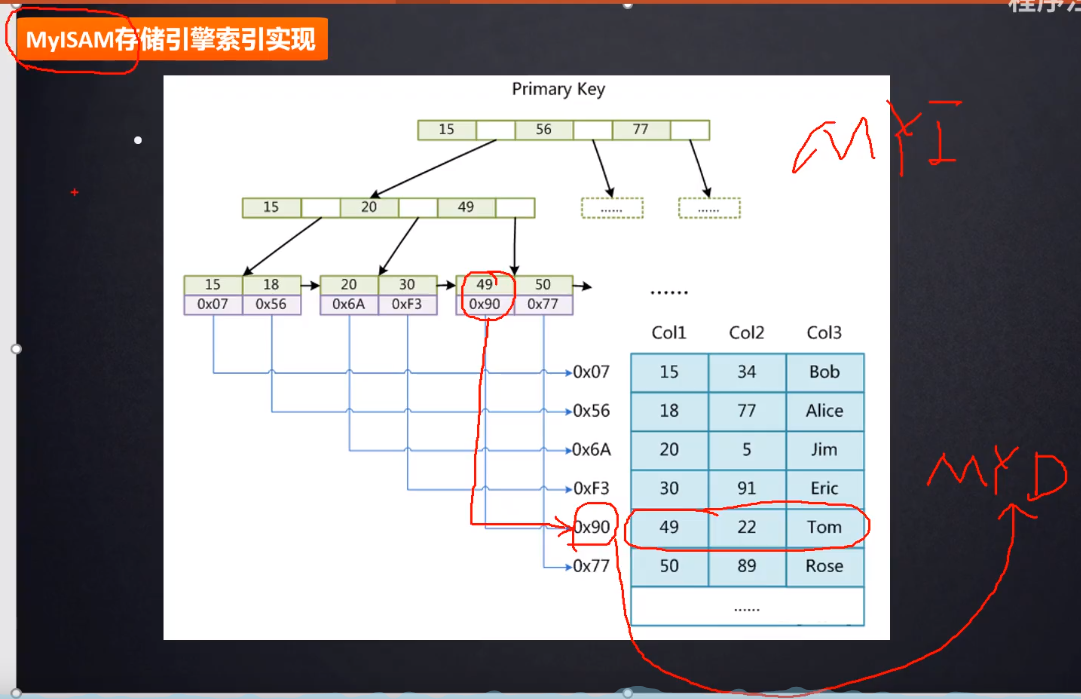 程序
MyISAM存储引擎索引实现
Primary Key
15 56 77
MYI
15 20 49
...... ......
15 18 20 30 49 50
0x07 0x56 0x6A 0xF3 0x90 0x77
......
Col1 Col2 Col3
0x07 15 34 Bob
0x56 18 77 Alice
0x6A 20 5 Jim
0xF3 30 91 Eric
MYD
0x90 49 22 Tom
0x77 50 89 Rose
......